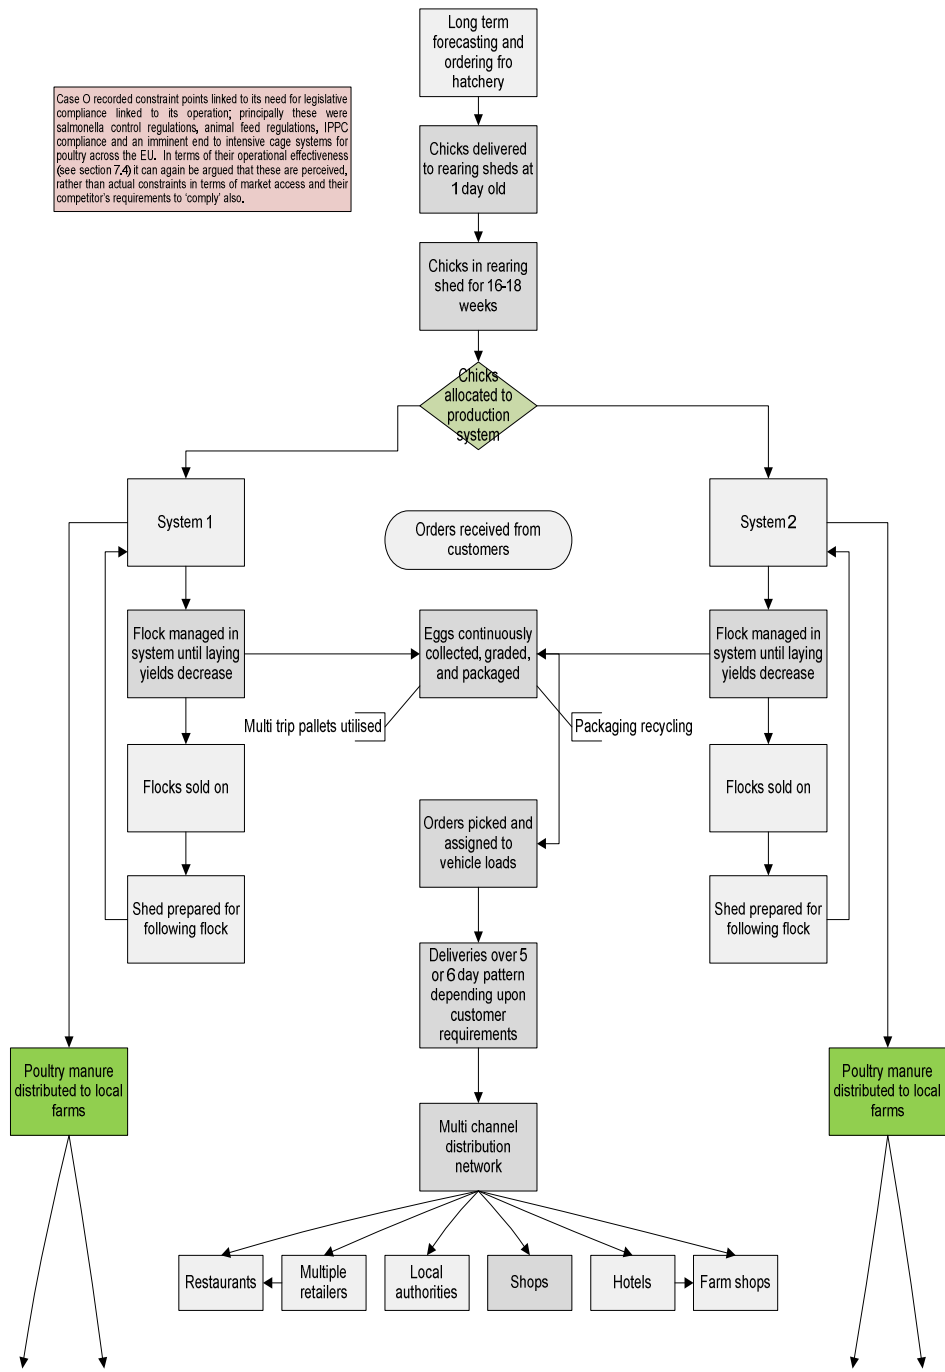 Long term
forecasting and
ordering fro
hatchery
Case O recorded constraint points linked to its need for legislative
compliance linked to its operation; principally these were
salmonella control regulations, animal feed regulations, IPPC
compliance and an imminent end to intensive cage systems for
poultry across the EU. In terms of their operational effectiveness
(see section 7.4) it can again be argued that these are perceived,
rather than actual constraints in terms of market access and their
competitor's requirements to 'comply' also.
Chicks delivered
to rearing sheds at
1 day old
Chicks in rearing
shed for 16-18
weeks
Chicks
allocated to
production
system
System 1
Orders received from
customers
System 2
Flock managed in
system until laying
yields decrease
Eggs continuously
collected, graded,
and packaged
Flock managed in
system until laying
yields decrease
Multi trip pallets utilised
Packaging recycling
Flocks sold on
Flocks sold on
Orders picked and
assigned to
vehicle loads
Shed prepared for
following flock
Shed prepared for
following flock
Deliveries over 5
or 6 day pattern
depending upon
customer
requirements
Poultry manure
distributed to local
farms
Poultry manure
distributed to local
farms
Multi channel
distribution
network
Restaurants
Multiple
retailers
Local
authorities
Shops
Hotels
Farm shops